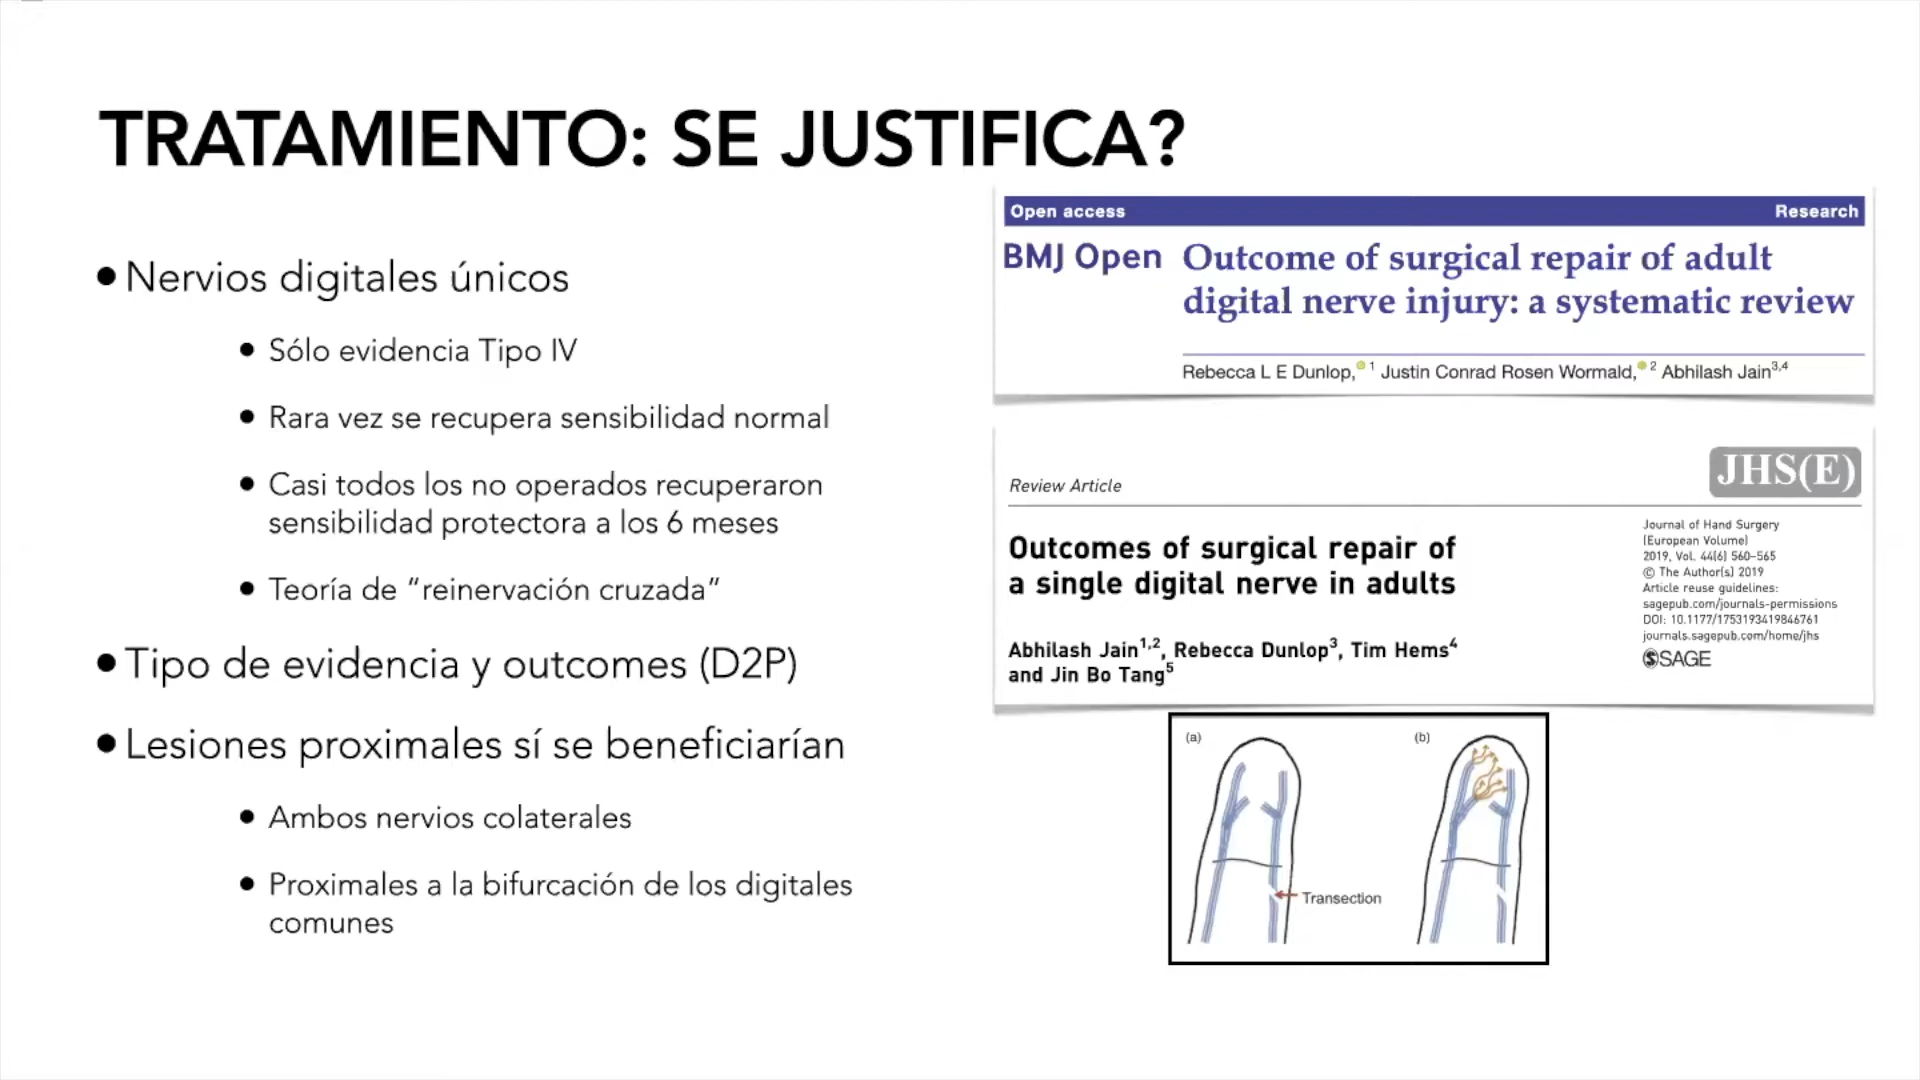 TRATAMIENTO: SE JUSTIFICA?
• Nervios digitales únicos
• Sólo evidencia Tipo IV
• Rara vez se recupera sensibilidad normal
• Casi todos los no operados recuperaron
sensibilidad protectora a los 6 meses
• Teoría de “reinervación cruzada”
• Tipo de evidencia y outcomes (D2P)
• Lesiones proximales sí se beneficiarían
• Ambos nervios colaterales
• Proximales a la bifurcación de los digitales
comunes
Open access Research
BMJ Open Outcome of surgical repair of adult
digital nerve injury: a systematic review
Rebecca L E Dunlop,1 Justin Conrad Rosen Wormald,2 Abhilash Jain3,4
JHS(E)
Review Article
Outcomes of surgical repair of
a single digital nerve in adults
Abhilash Jain1,2, Rebecca Dunlop3, Tim Hems4
and Jin Bo Tang5
Journal of Hand Surgery
(European Volume)
2019, Vol. 44(6) 560–565
© The Author(s) 2019
Article reuse guidelines:
sagepub.com/journals-permissions
DOI: 10.1177/1753193419846761
journals.sagepub.com/home/jhs
SAGE
(a) (b)
Transection